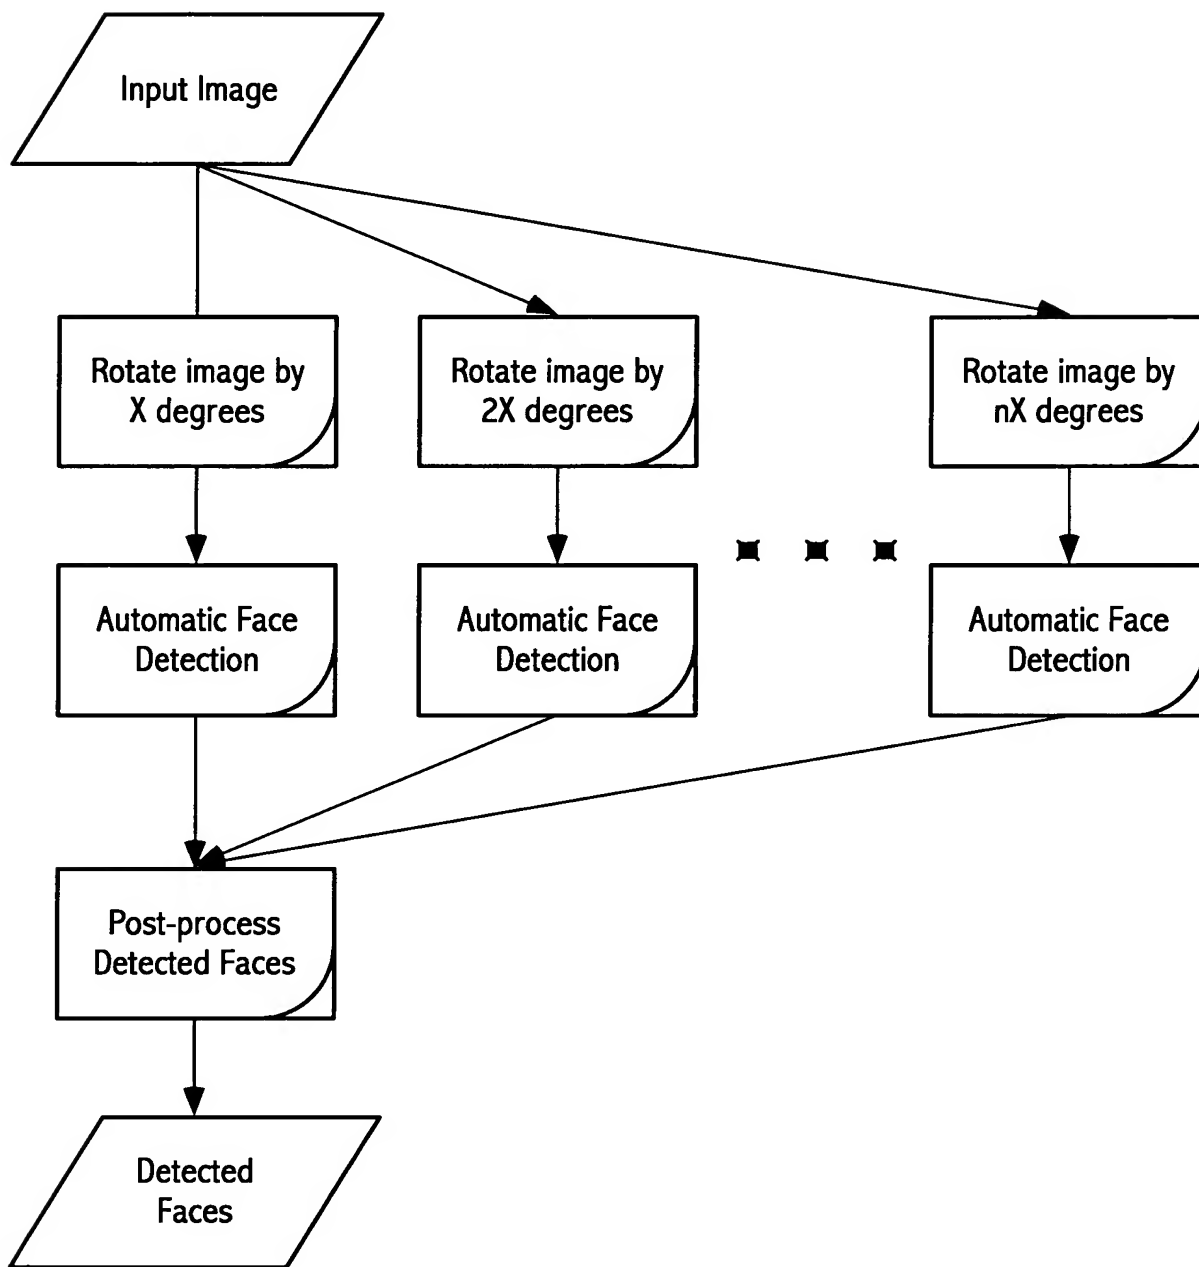 Input Image
Rotate image by
X degrees
Rotate image by
2X degrees
Rotate image by
nX degrees
Automatic Face
Detection
Automatic Face
Detection
Automatic Face
Detection
Post-process
Detected Faces
Detected
Faces